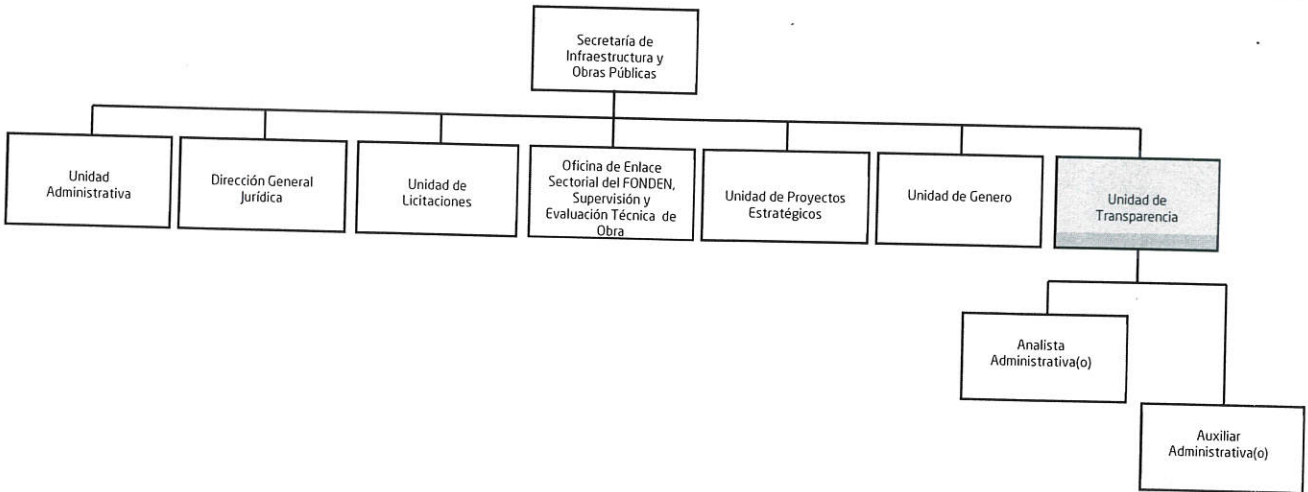 Secretaría de
Infraestructura y
Obras Públicas
Unidad
Administrativa
Dirección General
Jurídica
Unidad de
Licitaciones
Oficina de Enlace
Sectorial del FONDEN,
Supervisión y
Evaluación Técnica de
Obra
Unidad de Proyectos
Estratégicos
Unidad de Genero
Unidad de
Transparencia
Analista
Administrativa(o)
Auxiliar
Administrativa(o)